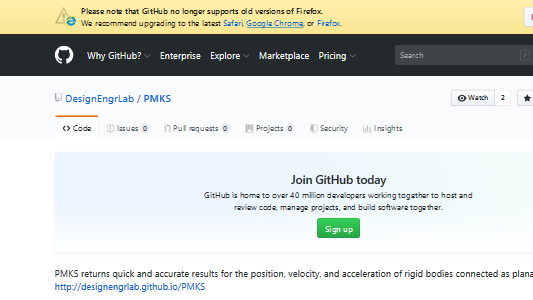 Please note that GitHub no longer supports old versions of Firefox.
We recommend upgrading to the latest Safari, Google Chrome, or Firefox.
Why GitHub? Enterprise Explore Marketplace Pricing Search /
DesignEngrLab / PMKS Watch 2
Code Issues 0 Pull requests 0 Projects 0 Security Insights
Join GitHub today
GitHub is home to over 40 million developers working together to host and
review code, manage projects, and build software together.
Sign up
PMKS returns quick and accurate results for the position, velocity, and acceleration of rigid bodies connected as
http://designengrlab.github.io/PMKS